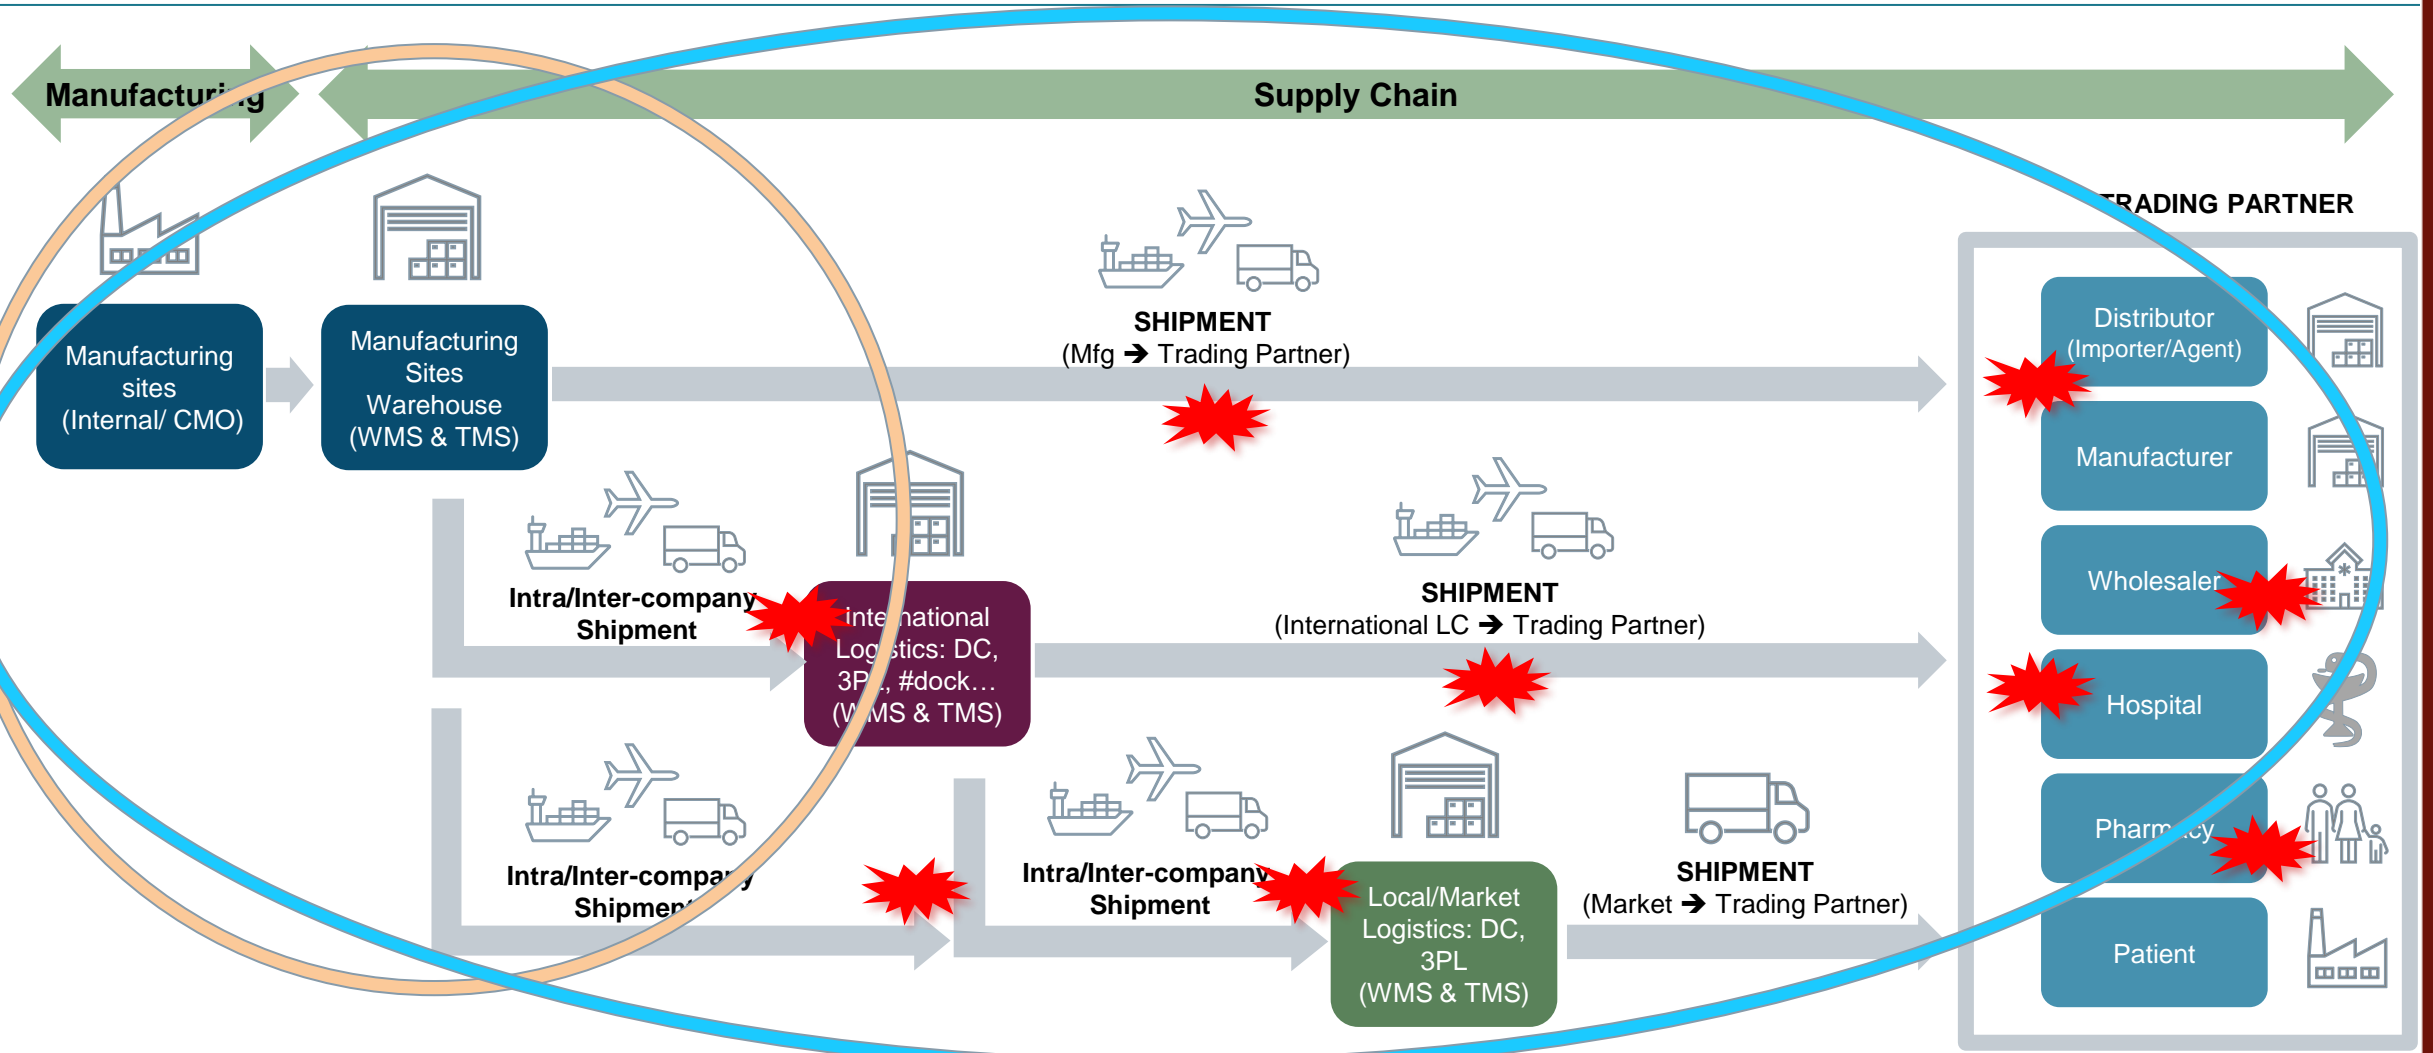 Manufacturing
Supply Chain
TRADING PARTNER
Manufacturing
sites
(Internal/ CMO)
Manufacturing
Sites
Warehouse
(WMS & TMS)
SHIPMENT
(Mfg ➔ Trading Partner)
Intra/Inter-company
Shipment
International
Logistics: DC,
3PL, #dock…
(WMS & TMS)
SHIPMENT
(International LC ➔ Trading Partner)
Intra/Inter-company
Shipment
Intra/Inter-company
Shipment
Local/Market
Logistics: DC,
3PL
(WMS & TMS)
SHIPMENT
(Market ➔ Trading Partner)
Distributor
(Importer/Agent)
Manufacturer
Wholesaler
Hospital
Pharmacy
Patient